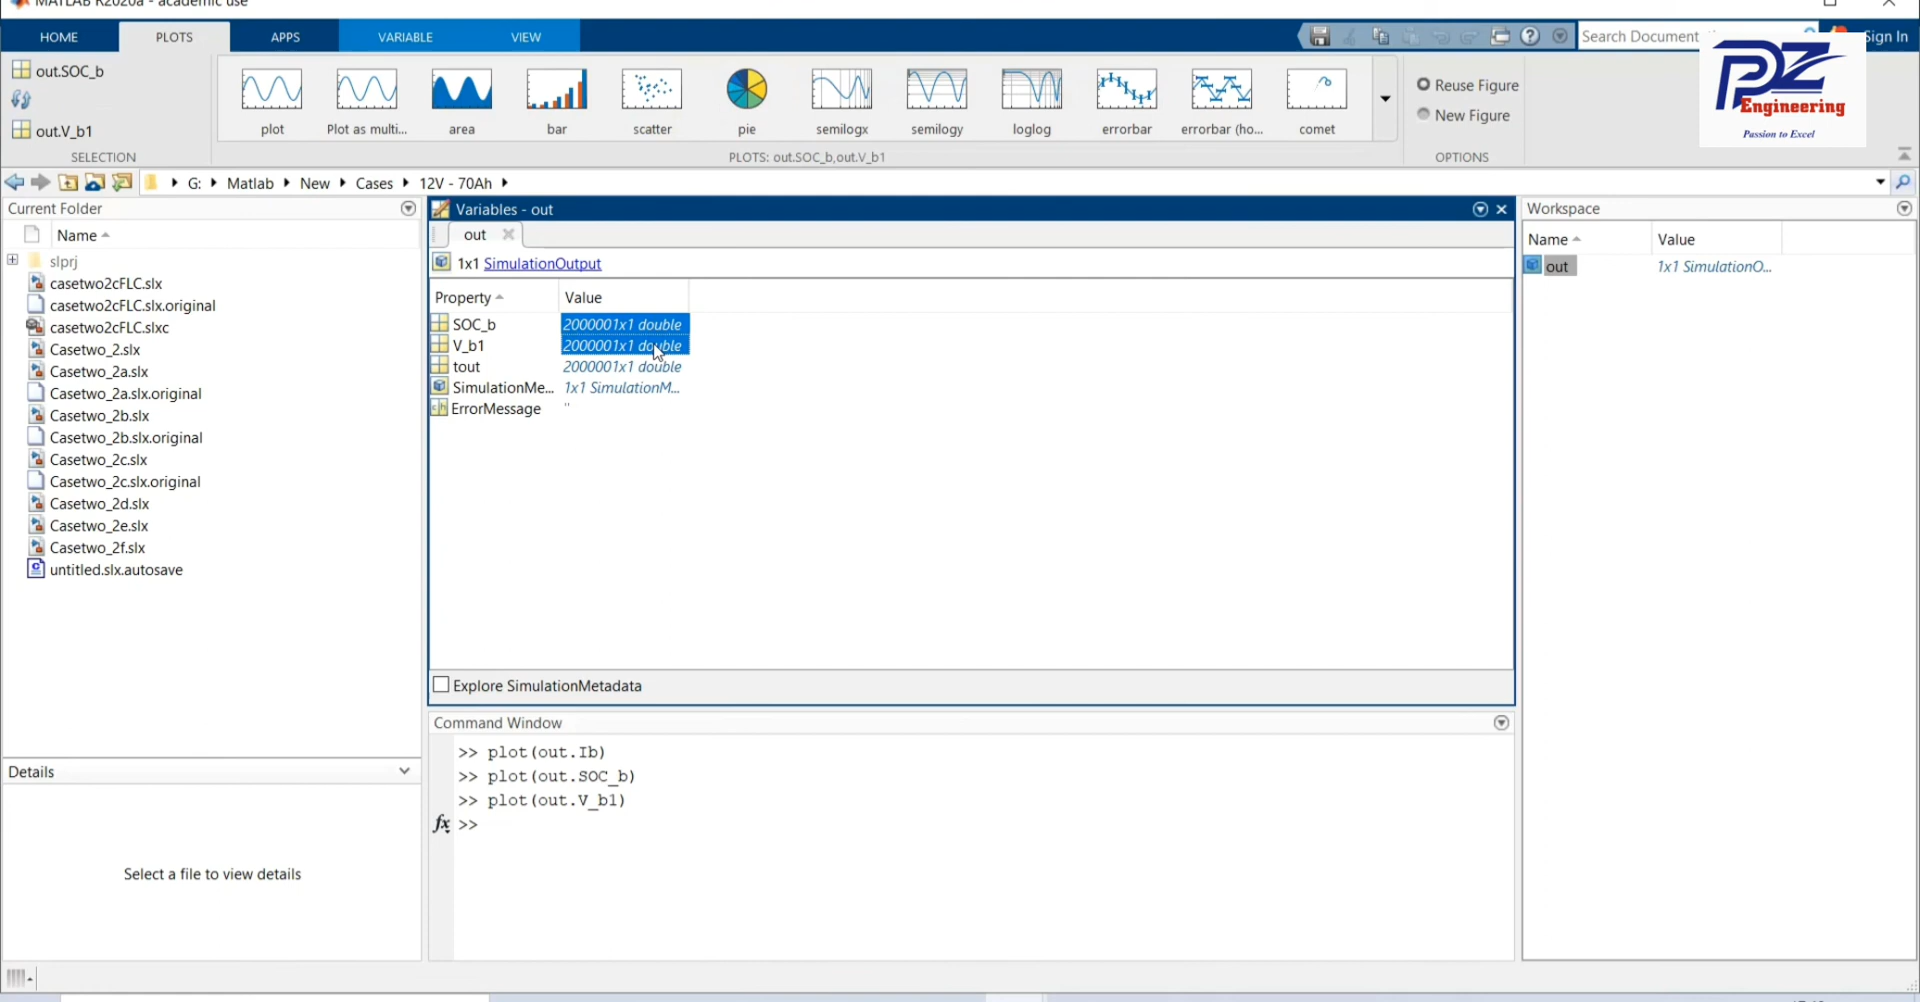 MATLAB R2020a - academic use
HOME
PLOTS
APPS
VARIABLE
VIEW
Search Document
Sign In
out.SOC_b
out.V_b1
SELECTION
plot
Plot as multi...
area
bar
scatter
pie
semilogx
semilogy
loglog
errorbar
errorbar (ho...
comet
PLOTS: out.SOC_b,out.V_b1
Reuse Figure
New Figure
OPTIONS
PZ
Engineering
Passion to Excel
G: Matlab New Cases 12V - 70Ah
Current Folder
Name
slprj
casetwo2cFLC.slx
casetwo2cFLC.slx.original
casetwo2cFLC.slxc
Casetwo_2.slx
Casetwo_2a.slx
Casetwo_2a.slx.original
Casetwo_2b.slx
Casetwo_2b.slx.original
Casetwo_2c.slx
Casetwo_2c.slx.original
Casetwo_2d.slx
Casetwo_2e.slx
Casetwo_2f.slx
untitled.slx.autosave
Details
Select a file to view details
Variables - out
out
1x1 SimulationOutput
Property Value
SOC_b 2000001x1 double
V_b1 2000001x1 double
tout 2000001x1 double
SimulationMe... 1x1 SimulationM...
ErrorMessage ''
Explore SimulationMetadata
Command Window
>> plot(out.Ib)
>> plot(out.SOC_b)
>> plot(out.V_b1)
fx >>
Workspace
Name Value
out 1x1 SimulationO...